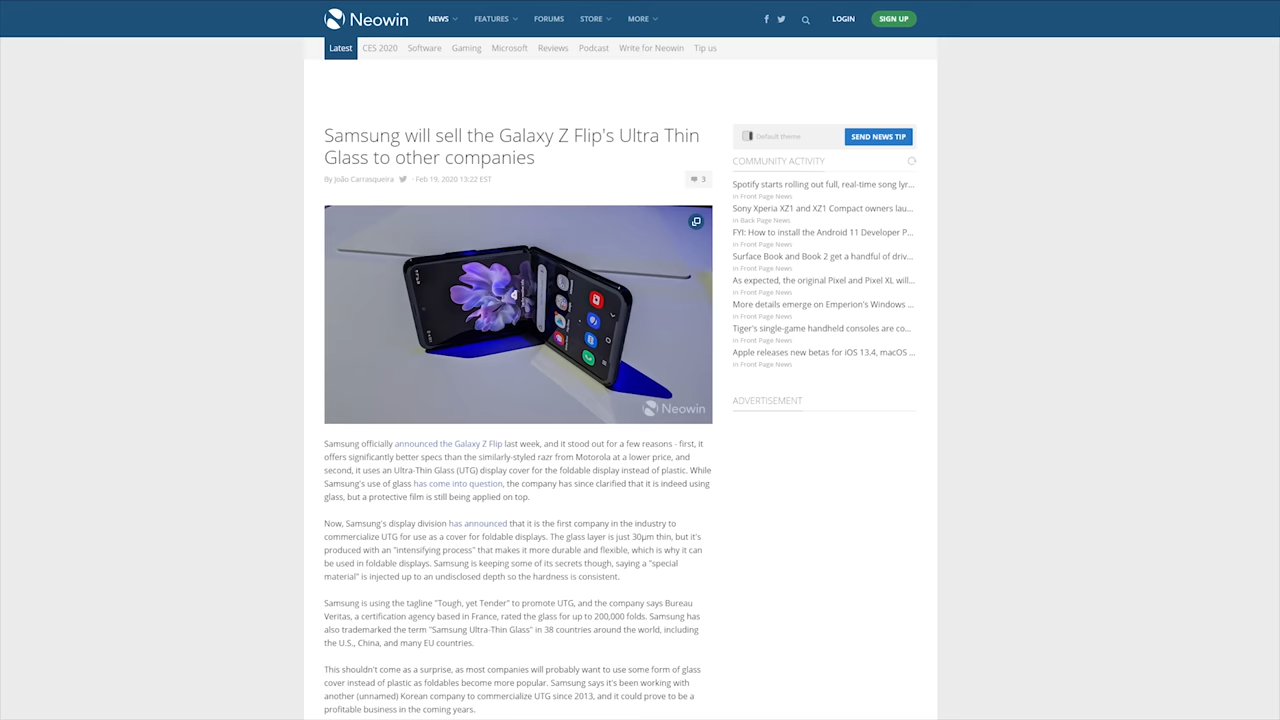 Neowin
NEWS FEATURES FORUMS STORE MORE LOGIN SIGN UP
Latest CES 2020 Software Gaming Microsoft Reviews Podcast Write for Neowin Tip us
Samsung will sell the Galaxy Z Flip's Ultra Thin
Glass to other companies
By João Carrasqueira · Feb 19, 2020 13:22 EST
3
Neowin
Samsung officially announced the Galaxy Z Flip last week, and it stood out for a few reasons - first, it
offers significantly better specs than the similarly-styled razr from Motorola at a lower price, and
second, it uses an Ultra-Thin Glass (UTG) display cover for the foldable display instead of plastic. While
Samsung's use of glass has come into question, the company has since clarified that it is indeed using
glass, but a protective film is still being applied on top.
Now, Samsung's display division has announced that it is the first company in the industry to
commercialize UTG for use as a cover for foldable displays. The glass layer is just 30µm thin, but it's
produced with an "intensifying process" that makes it more durable and flexible, which is why it can
be used in foldable displays. Samsung is keeping some of its secrets though, saying a "special
material" is injected up to an undisclosed depth so the hardness is consistent.
Samsung is using the tagline "Tough, yet Tender" to promote UTG, and the company says Bureau
Veritas, a certification agency based in France, rated the glass for up to 200,000 folds. Samsung has
also trademarked the term "Samsung Ultra-Thin Glass" in 38 countries around the world, including
the U.S., China, and many EU countries.
This shouldn't come as a surprise, as most companies will probably want to use some form of glass
cover instead of plastic as foldables become more popular. Samsung says it's been working with
another (unnamed) Korean company to commercialize UTG since 2013, and it could prove to be a
profitable business in the coming years.
Default theme
SEND NEWS TIP
COMMUNITY ACTIVITY
Spotify starts rolling out full, real-time song lyr...
in Front Page News
Sony Xperia XZ1 and XZ1 Compact owners lau...
in Back Page News
FYI: How to install the Android 11 Developer P...
in Front Page News
Surface Book and Book 2 get a handful of driv...
in Front Page News
As expected, the original Pixel and Pixel XL will...
in Front Page News
More details emerge on Emperion's Windows ...
in Front Page News
Tiger's single-game handheld consoles are co...
in Front Page News
Apple releases new betas for iOS 13.4, macOS ...
in Front Page News
ADVERTISEMENT